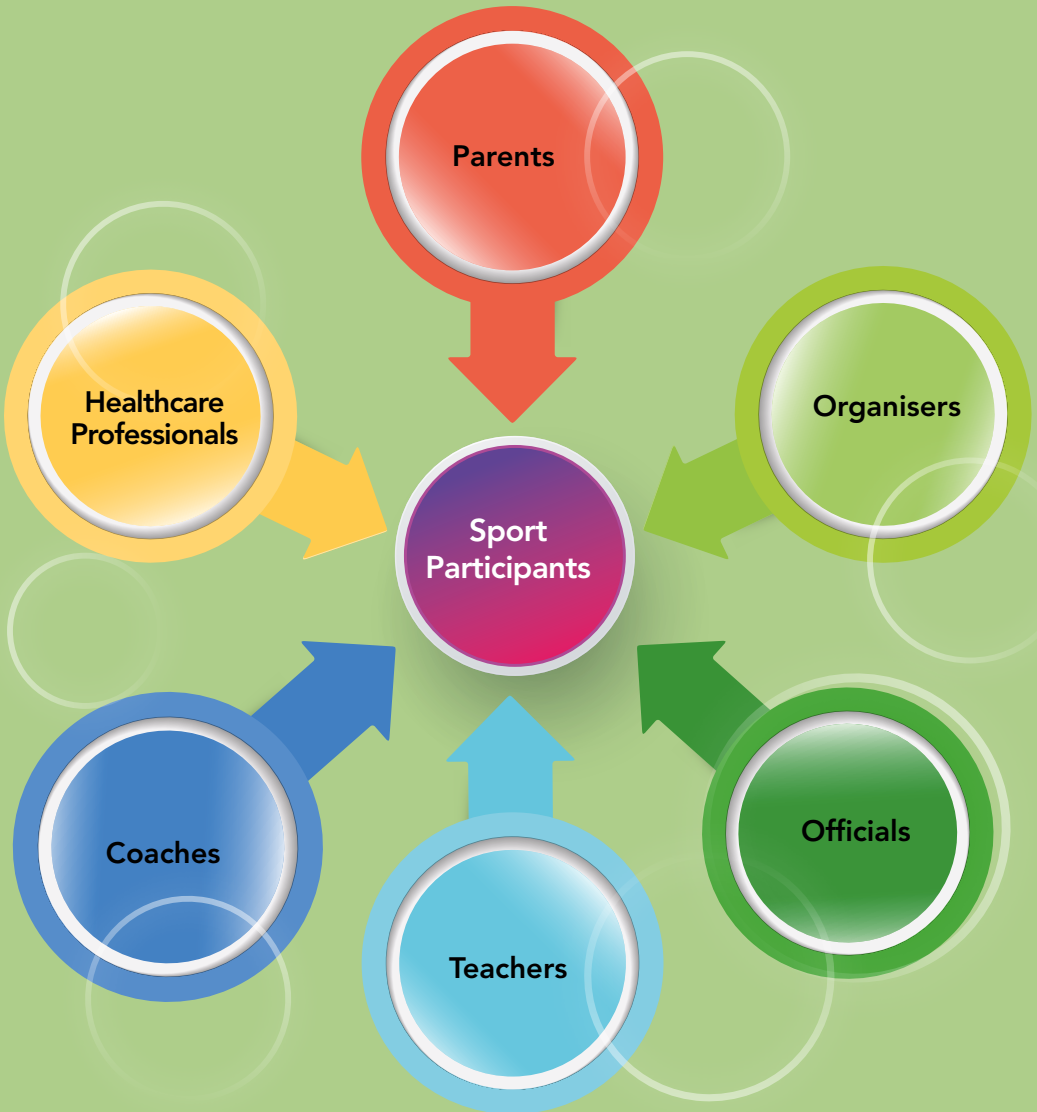 Parents
Healthcare
Professionals
Organisers
Sport
Participants
Coaches
Officials
Teachers